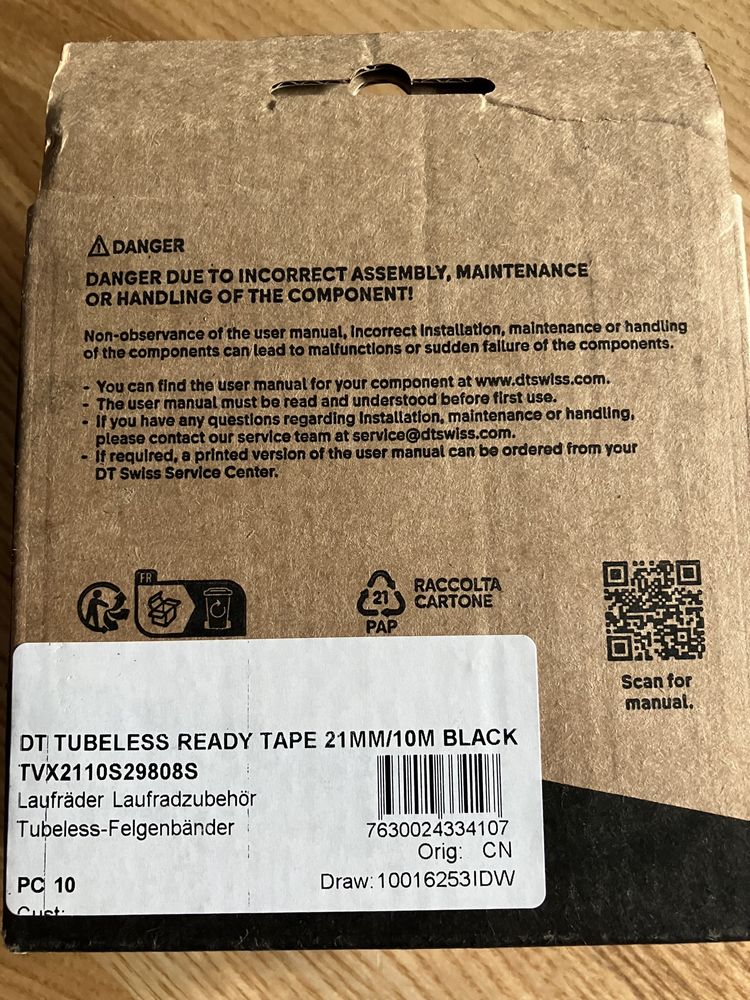 DANGER
DANGER DUE TO INCORRECT ASSEMBLY, MAINTENANCE
OR HANDLING OF THE COMPONENT!
Non-observance of the user manual, incorrect installation, maintenance or handling
of the components can lead to malfunctions or sudden failure of the components.
- You can find the user manual for your component at www.dtswiss.com.
- The user manual must be read and understood before first use.
- If you have any questions regarding installation, maintenance or handling,
please contact our service team at service@dtswiss.com.
- If required, a printed version of the user manual can be ordered from your
DT Swiss Service Center.
FR
21
PAP
RACCOLTA
CARTONE
Scan for
manual.
DT TUBELESS READY TAPE 21MM/10M BLACK
TVX2110S29808S
Laufräder Laufradzubehör
Tubeless-Felgenbänder
7630024334107
Orig: CN
PC 10
Draw: 10016253IDW
Cust: